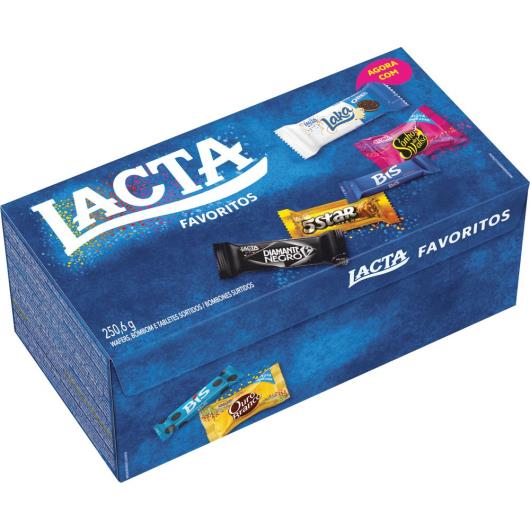 AGORA
COM
LACTA
FAVORITOS
lacta
Laka
OREO
Sonho
de Valsa
BIS
5STAR
LACTA
DIAMANTE
NEGRO
LACTA FAVORITOS
250,6 g
WAFERS, BOMBOM E TABLETES SORTIDOS / BOMBONES SURTIDOS
BIS
Ouro
Branco